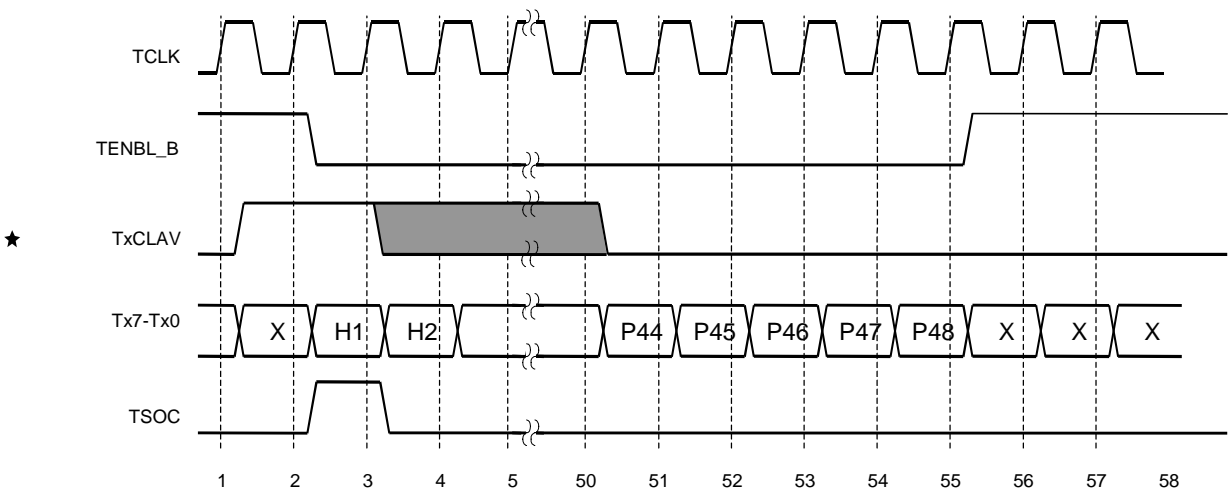 TCLK
TENBL_B
★ TxCLAV
Tx7-Tx0 X H1 H2 P44 P45 P46 P47 P48 X X X
TSOC
1 2 3 4 5 50 51 52 53 54 55 56 57 58